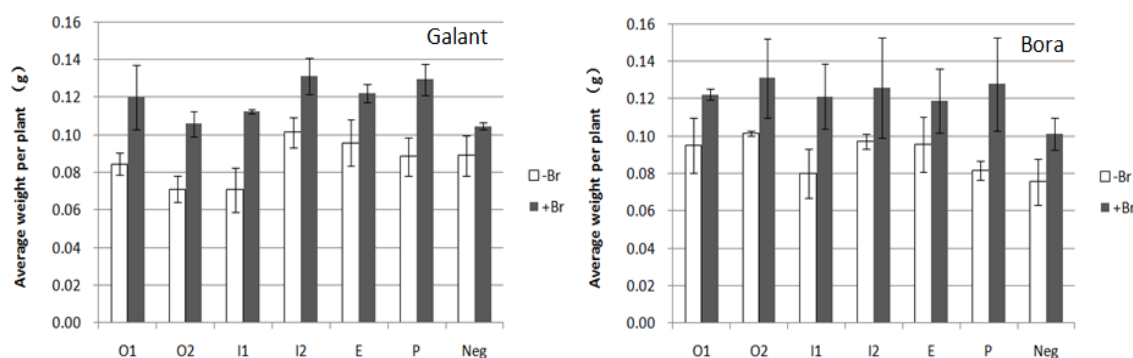 Galant
Average weight per plant （g）
0.16
0.14
0.12
0.10
0.08
0.06
0.04
0.02
0.00
O1 O2 I1 I2 E P Neg
-Br
+Br
Bora
Average weight per plant （g）
0.16
0.14
0.12
0.10
0.08
0.06
0.04
0.02
0.00
O1 O2 I1 I2 E P Neg
-Br
+Br